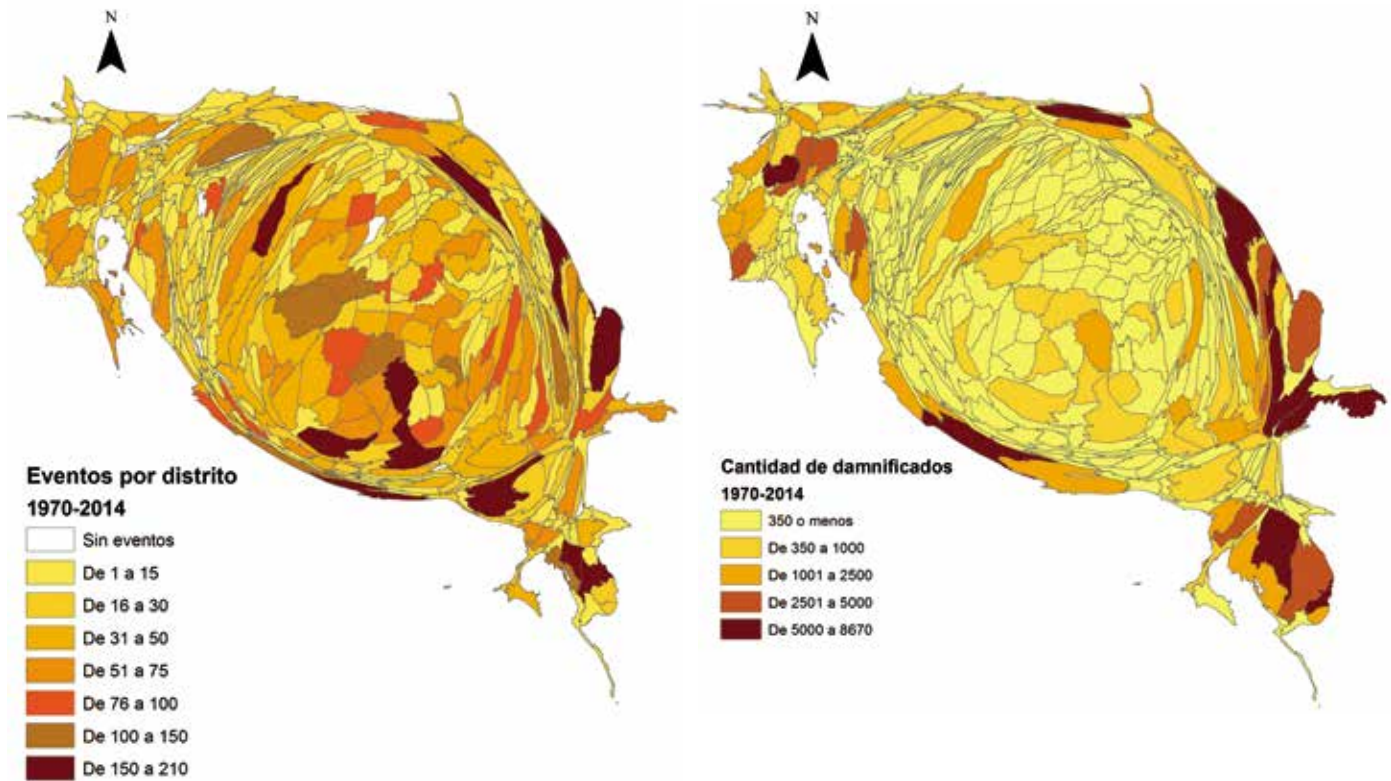 N
Eventos por distrito
1970-2014
Sin eventos
De 1 a 15
De 16 a 30
De 31 a 50
De 51 a 75
De 76 a 100
De 100 a 150
De 150 a 210
N
Cantidad de damnificados
1970-2014
350 o menos
De 350 a 1000
De 1001 a 2500
De 2501 a 5000
De 5000 a 8670